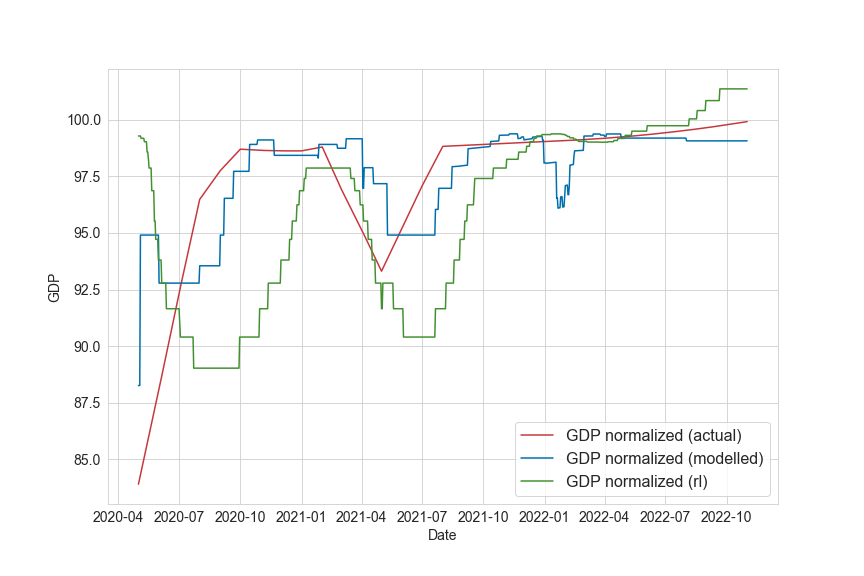 100.0
97.5
95.0
92.5
90.0
87.5
85.0
GDP
GDP normalized (actual)
GDP normalized (modelled)
GDP normalized (rl)
2020-04 2020-07 2020-10 2021-01 2021-04 2021-07 2021-10 2022-01 2022-04 2022-07 2022-10
Date